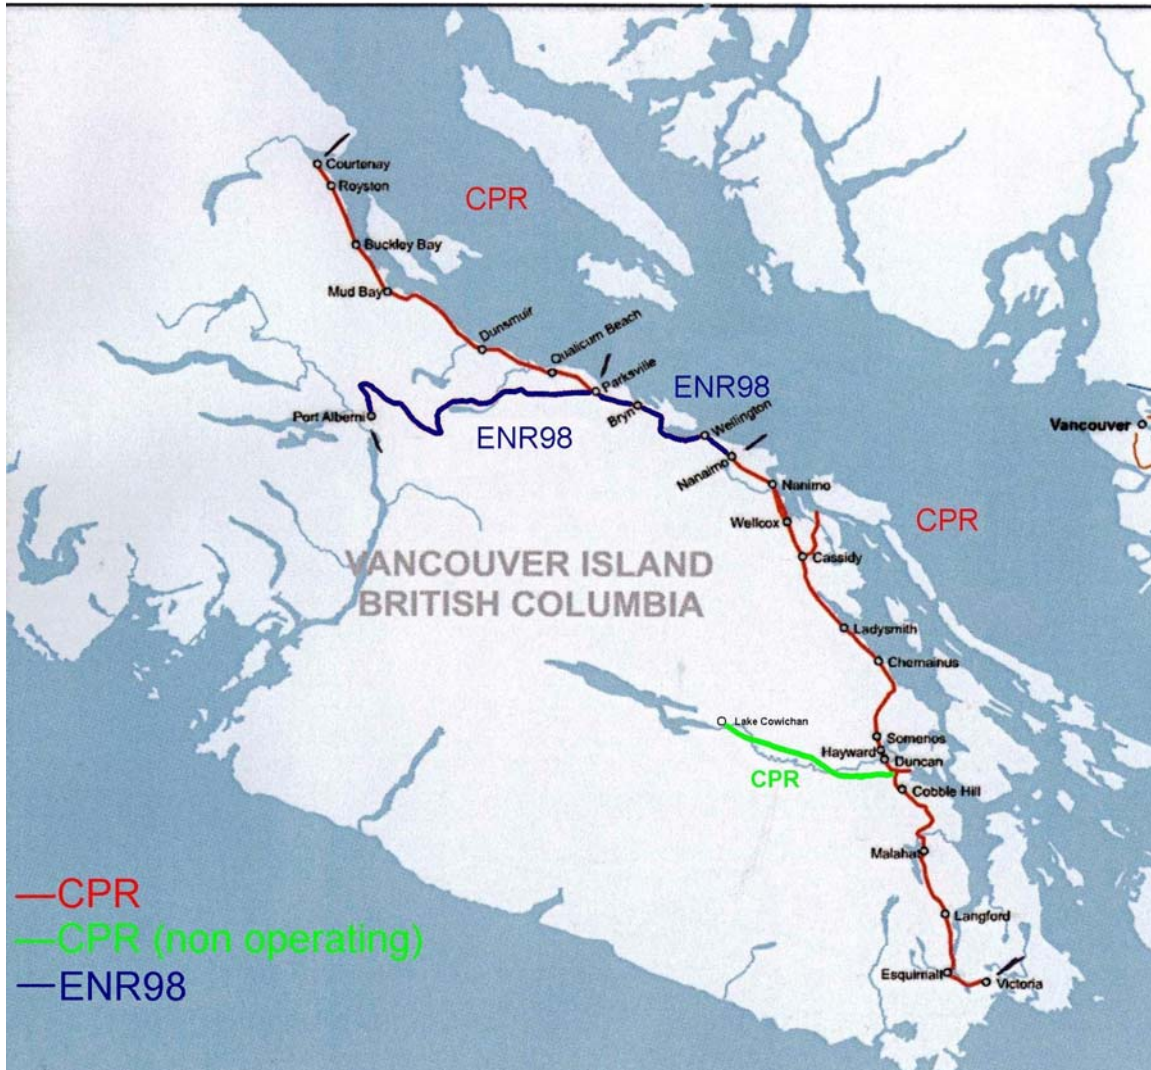 Courtenay
Royston
CPR
Buckley Bay
Mud Bay
Dunsmuir
Qualicum Beach
Parksville
ENR98
Bryn
Port Alberni
ENR98
Wellington
Vancouver
Nanaimo
Nanimo
CPR
Wellcox
Cassidy
VANCOUVER ISLAND
BRITISH COLUMBIA
Ladysmith
Chemainus
Lake Cowichan
Somenos
Hayward
Duncan
CPR
Cobble Hill
Malahat
CPR
Langford
CPR (non operating)
Esquimalt
ENR98
Victoria